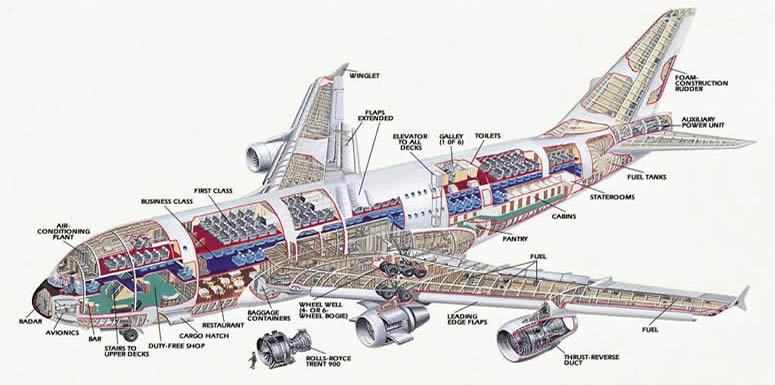 WINGLET
FLAPS
EXTENDED
FOAM-
CONSTRUCTION
RUDDER
AUXILIARY
POWER UNIT
ELEVATOR
TO ALL
DECKS
GALLEY
(1 OF 6)
TOILETS
FUEL TANKS
STATEROOMS
CABINS
PANTRY
FIRST CLASS
BUSINESS CLASS
AIR-
CONDITIONING
PLANT
RADAR
AVIONICS
BAR
STAIRS TO
UPPER DECKS
DUTY-FREE SHOP
CARGO HATCH
RESTAURANT
BAGGAGE
CONTAINERS
WHEEL WELL
(4- OR 6-
WHEEL BOGIE)
ROLLS-ROYCE
TRENT 900
LEADING
EDGE FLAPS
FUEL
THRUST-REVERSE
DUCT
FUEL